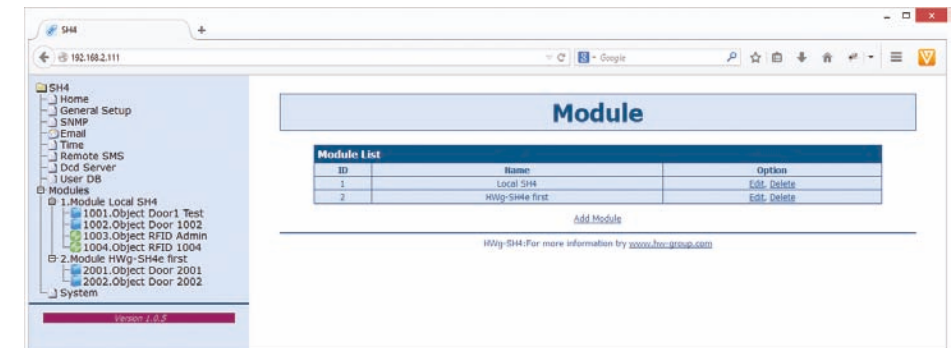 SH4
192.168.2.111
Google
SH4
Home
General Setup
SNMP
Email
Time
Remote SMS
Dcd Server
User DB
Modules
1.Module Local SH4
1001.Object Door1 Test
1002.Object Door 1002
1003.Object RFID Admin
1004.Object RFID 1004
2.Module HWg-SH4e first
2001.Object Door 2001
2002.Object Door 2002
System
Version 1.0.5
Module
Module List
ID Name Option
1 Local SH4 Edit, Delete
2 HWg-SH4e first Edit, Delete
Add Module
HWg-SH4:For more information try www.hw-group.com